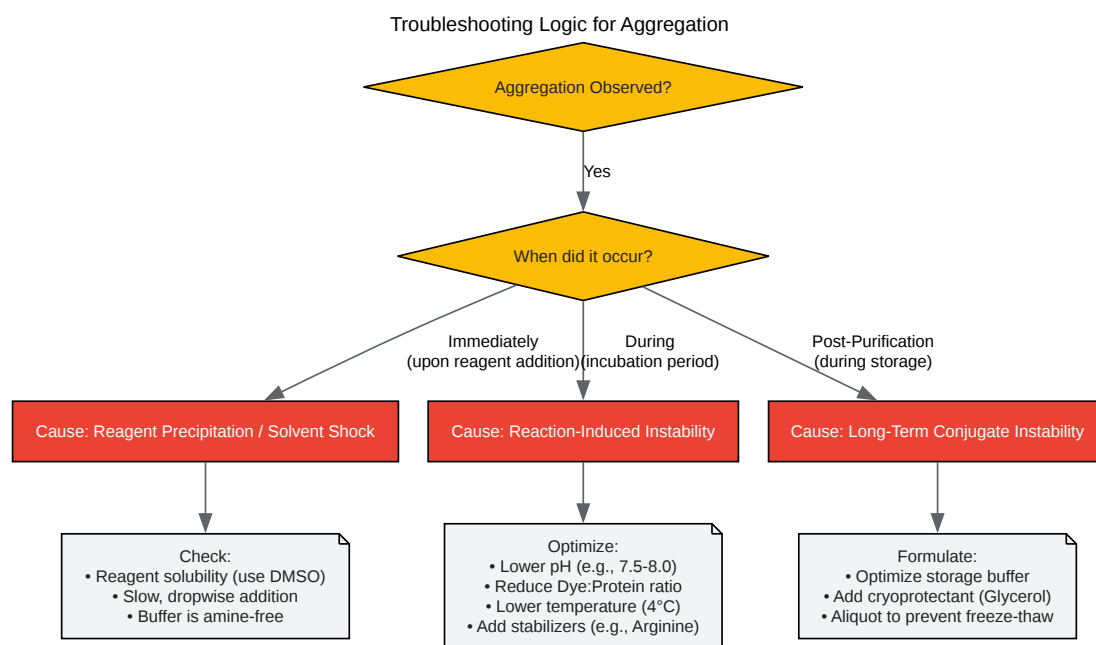 Troubleshooting Logic for Aggregation
Aggregation Observed?
Yes
When did it occur?
Immediately
(upon reagent addition)
During
(incubation period)
Post-Purification
(during storage)
Cause: Reagent Precipitation / Solvent Shock
Cause: Reaction-Induced Instability
Cause: Long-Term Conjugate Instability
Check:
• Reagent solubility (use DMSO)
• Slow, dropwise addition
• Buffer is amine-free
Optimize:
• Lower pH (e.g., 7.5-8.0)
• Reduce Dye:Protein ratio
• Lower temperature (4°C)
• Add stabilizers (e.g., Arginine)
Formulate:
• Optimize storage buffer
• Add cryoprotectant (Glycerol)
• Aliquot to prevent freeze-thaw